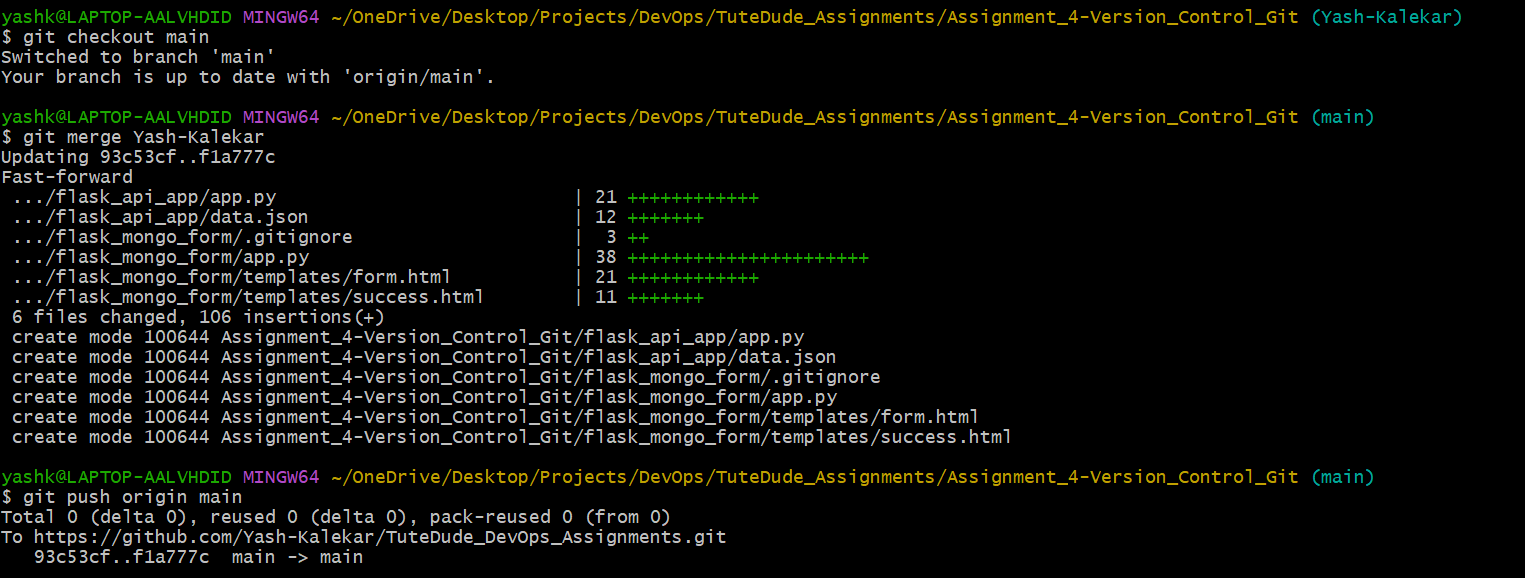 yashk@LAPTOP-AALVHDID MINGW64 ~/OneDrive/Desktop/Projects/DevOps/TuteDude_Assignments/Assignment_4-Version_Control_Git (Yash-Kalekar)
$ git checkout main
Switched to branch 'main'
Your branch is up to date with 'origin/main'.
yashk@LAPTOP-AALVHDID MINGW64 ~/OneDrive/Desktop/Projects/DevOps/TuteDude_Assignments/Assignment_4-Version_Control_Git (main)
$ git merge Yash-Kalekar
Updating 93c53cf..f1a777c
Fast-forward
 .../flask_api_app/app.py                           | 21 ++++++++++++
 .../flask_api_app/data.json                        | 12 +++++++
 .../flask_mongo_form/.gitignore                    |  3 ++
 .../flask_mongo_form/app.py                        | 38 ++++++++++++++++++++++
 .../flask_mongo_form/templates/form.html           | 21 ++++++++++++
 .../flask_mongo_form/templates/success.html        | 11 +++++++
 6 files changed, 106 insertions(+)
 create mode 100644 Assignment_4-Version_Control_Git/flask_api_app/app.py
 create mode 100644 Assignment_4-Version_Control_Git/flask_api_app/data.json
 create mode 100644 Assignment_4-Version_Control_Git/flask_mongo_form/.gitignore
 create mode 100644 Assignment_4-Version_Control_Git/flask_mongo_form/app.py
 create mode 100644 Assignment_4-Version_Control_Git/flask_mongo_form/templates/form.html
 create mode 100644 Assignment_4-Version_Control_Git/flask_mongo_form/templates/success.html
yashk@LAPTOP-AALVHDID MINGW64 ~/OneDrive/Desktop/Projects/DevOps/TuteDude_Assignments/Assignment_4-Version_Control_Git (main)
$ git push origin main
Total 0 (delta 0), reused 0 (delta 0), pack-reused 0 (from 0)
To https://github.com/Yash-Kalekar/TuteDude_DevOps_Assignments.git
   93c53cf..f1a777c  main -> main